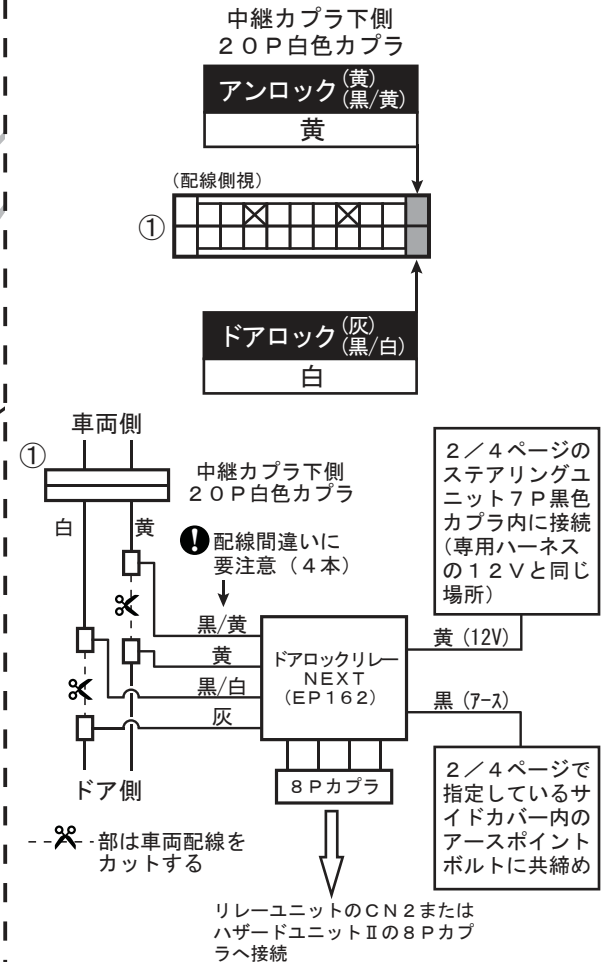 中継カプラ下側
２０Ｐ白色カプラ
アンロック (黄)
(黒/黄)
黄
(配線側視)
①
ドアロック (灰)
(黒/白)
白
車両側
①
中継カプラ下側
２０Ｐ白色カプラ
白
黄
配線間違いに
要注意（４本）
黒/黄
黄
黒/白
灰
ドアロックリレー
ＮＥＸＴ
(ＥＰ１６２)
８Ｐカプラ
黄 (12V)
黒 (ｱｰｽ)
２／４ページの
ステアリングユ
ニット７Ｐ黒色
カプラ内に接続
(専用ハーネス
の１２Ｖと同じ
場所)
２／４ページで
指定しているサ
イドカバー内の
アースポイント
ボルトに共締め
ドア側
部は車両配線を
カットする
リレーユニットのＣＮ２または
ハザードユニットⅡの８Ｐカプ
ラへ接続